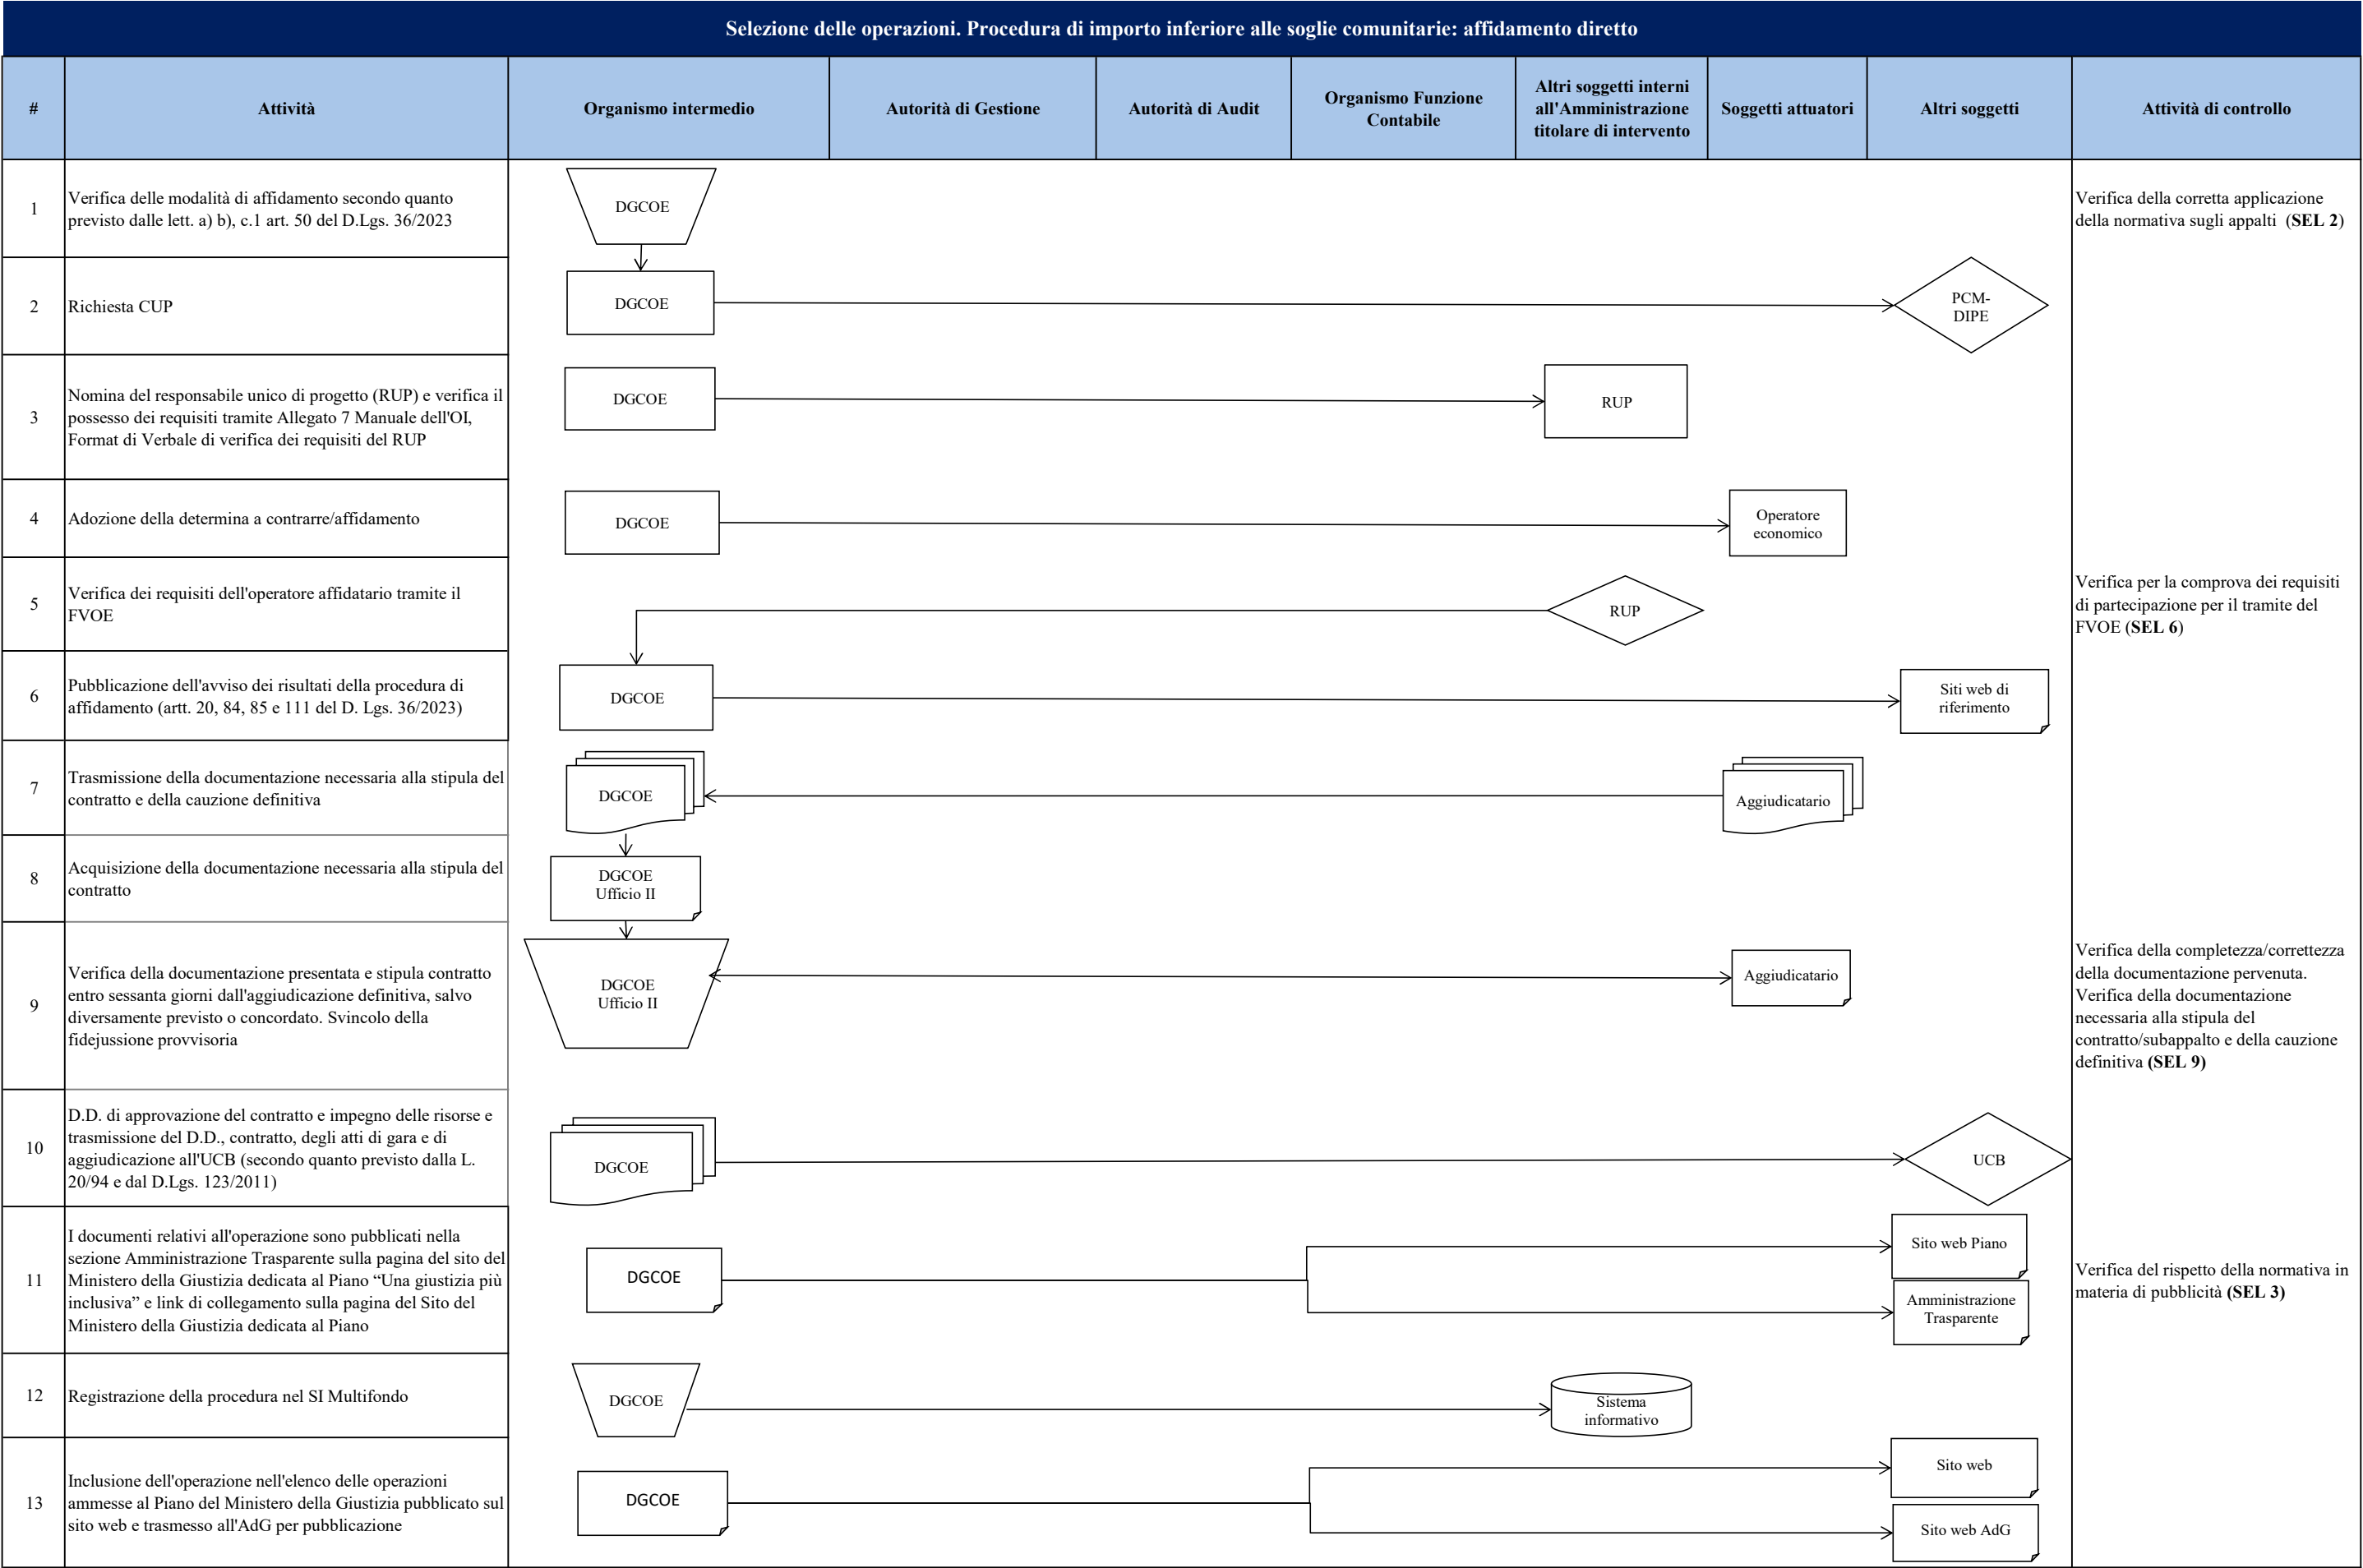 Selezione delle operazioni. Procedura di importo inferiore alle soglie comunitarie: affidamento diretto
#
Attività
Organismo intermedio
Autorità di Gestione
Autorità di Audit
Organismo Funzione
Contabile
Altri soggetti interni
all'Amministrazione
titolare di intervento
Soggetti attuatori
Altri soggetti
Attività di controllo
1
Verifica delle modalità di affidamento secondo quanto
previsto dalle lett. a) b), c.1 art. 50 del D.Lgs. 36/2023
DGCOE
Verifica della corretta applicazione
della normativa sugli appalti (SEL 2)
2
Richiesta CUP
DGCOE
PCM-
DIPE
3
Nomina del responsabile unico di progetto (RUP) e verifica il
possesso dei requisiti tramite Allegato 7 Manuale dell'OI,
Format di Verbale di verifica dei requisiti del RUP
DGCOE
RUP
4
Adozione della determina a contrarre/affidamento
DGCOE
Operatore
economico
5
Verifica dei requisiti dell'operatore affidatario tramite il
FVOE
RUP
Verifica per la comprova dei requisiti
di partecipazione per il tramite del
FVOE (SEL 6)
6
Pubblicazione dell'avviso dei risultati della procedura di
affidamento (artt. 20, 84, 85 e 111 del D. Lgs. 36/2023)
DGCOE
Siti web di
riferimento
7
Trasmissione della documentazione necessaria alla stipula del
contratto e della cauzione definitiva
DGCOE
Aggiudicatario
8
Acquisizione della documentazione necessaria alla stipula del
contratto
DGCOE
Ufficio II
9
Verifica della documentazione presentata e stipula contratto
entro sessanta giorni dall'aggiudicazione definitiva, salvo
diversamente previsto o concordato. Svincolo della
fidejussione provvisoria
DGCOE
Ufficio II
Aggiudicatario
Verifica della completezza/correttezza
della documentazione pervenuta.
Verifica della documentazione
necessaria alla stipula del
contratto/subappalto e della cauzione
definitiva (SEL 9)
10
D.D. di approvazione del contratto e impegno delle risorse e
trasmissione del D.D., contratto, degli atti di gara e di
aggiudicazione all'UCB (secondo quanto previsto dalla L.
20/94 e dal D.Lgs. 123/2011)
DGCOE
UCB
11
I documenti relativi all'operazione sono pubblicati nella
sezione Amministrazione Trasparente sulla pagina del sito del
Ministero della Giustizia dedicata al Piano “Una giustizia più
inclusiva” e link di collegamento sulla pagina del Sito del
Ministero della Giustizia dedicata al Piano
DGCOE
Sito web Piano
Amministrazione
Trasparente
Verifica del rispetto della normativa in
materia di pubblicità (SEL 3)
12
Registrazione della procedura nel SI Multifondo
DGCOE
Sistema
informativo
13
Inclusione dell'operazione nell'elenco delle operazioni
ammesse al Piano del Ministero della Giustizia pubblicato sul
sito web e trasmesso all'AdG per pubblicazione
DGCOE
Sito web
Sito web AdG